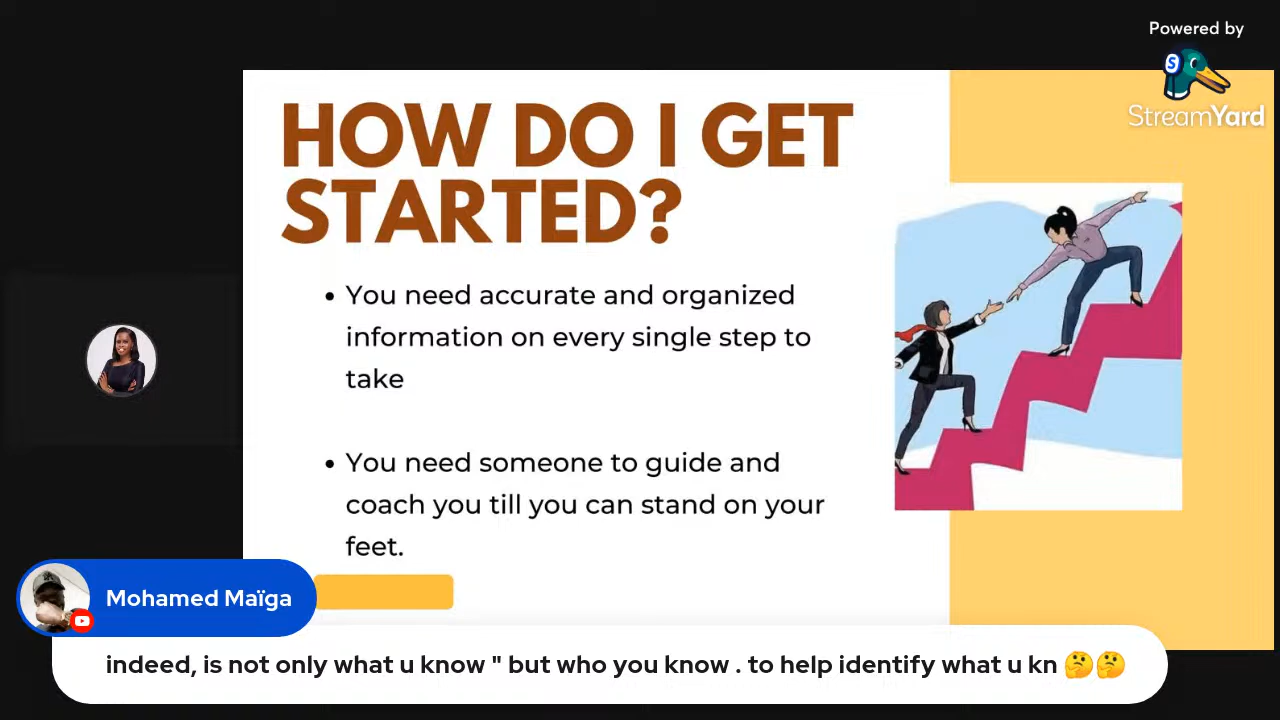 Powered by
StreamYard
HOW DO I GET
STARTED?
• You need accurate and organized
information on every single step to
take
• You need someone to guide and
coach you till you can stand on your
feet.
Mohamed Maïga
indeed, is not only what u know " but who you know . to help identify what u kn 🤔🤔